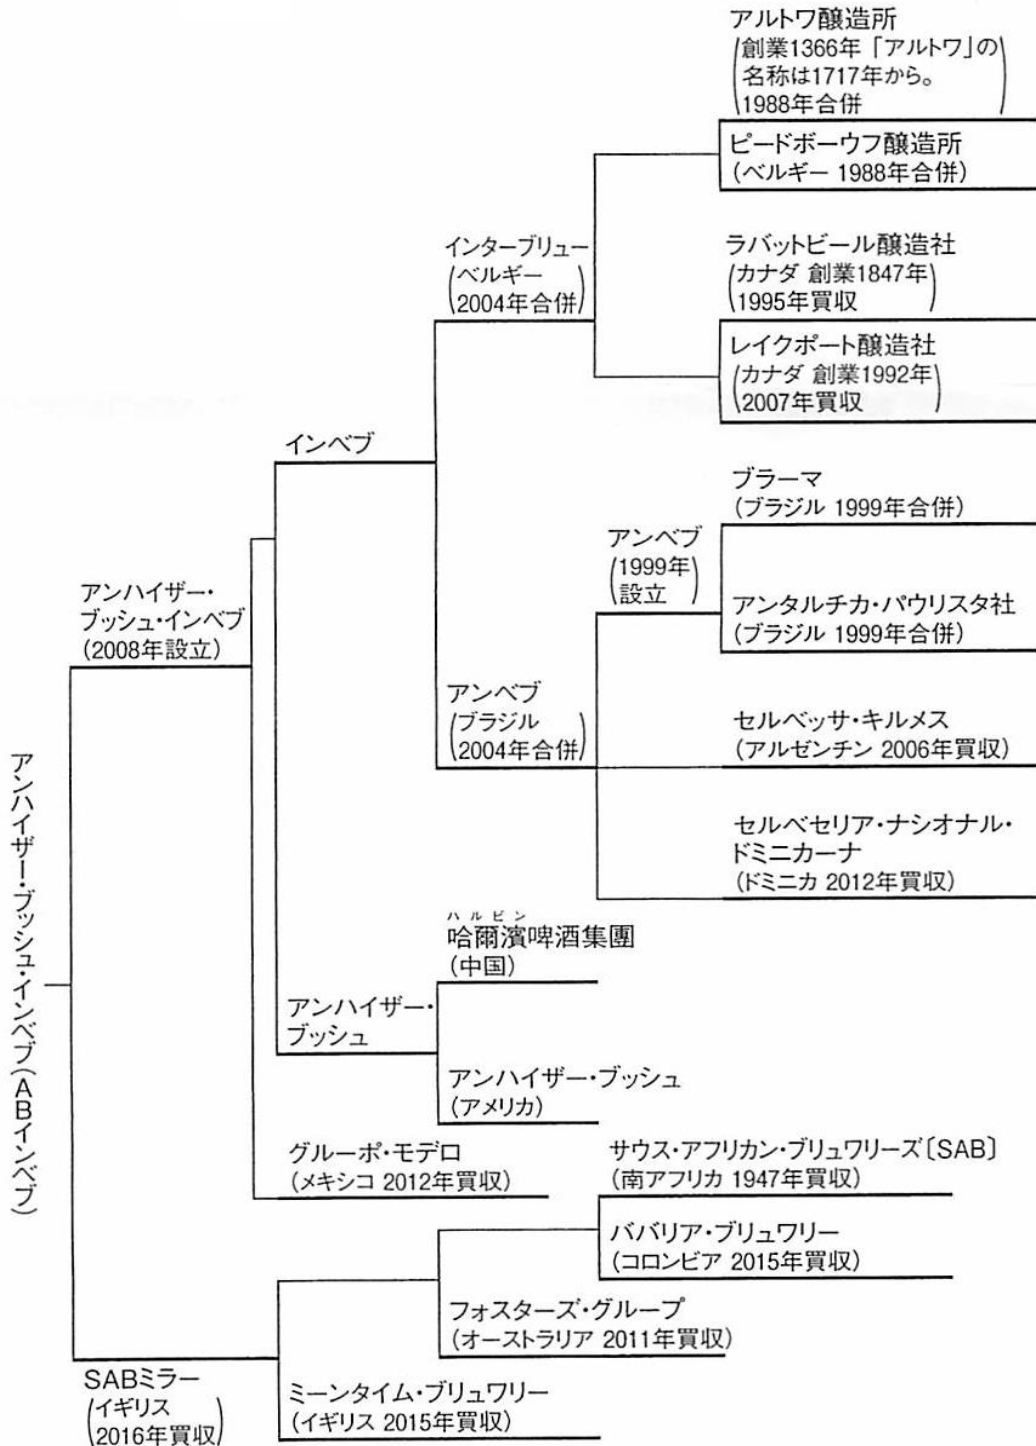 アルトワ醸造所
(創業1366年「アルトワ」の
名称は1717年から。
1988年合併)
ピードボーウフ醸造所
(ベルギー 1988年合併)
インターブリュー
(ベルギー
2004年合併)
ラバットビール醸造社
(カナダ 創業1847年
1995年買収)
レイクポート醸造社
(カナダ 創業1992年
2007年買収)
インベブ
ブラーマ
(ブラジル 1999年合併)
アンベブ
(1999年
設立)
アンタルチカ・パウリスタ社
(ブラジル 1999年合併)
アンハイザー・
ブッシュ・インベブ
(2008年設立)
アンベブ
(ブラジル
2004年合併)
セルベッサ・キルメス
(アルゼンチン 2006年買収)
セルベセリア・ナシオナル・
ドミニカーナ
(ドミニカ 2012年買収)
アンハイザー・ブッシュ・インベブ(ABインベブ)
ハルビン
哈爾濱啤酒集團
(中国)
アンハイザー・
ブッシュ
アンハイザー・ブッシュ
(アメリカ)
グルーポ・モデロ
(メキシコ 2012年買収)
サウス・アフリカン・ブリュワリーズ〔SAB〕
(南アフリカ 1947年買収)
ババリア・ブリュワリー
(コロンビア 2015年買収)
フォスターズ・グループ
(オーストラリア 2011年買収)
SABミラー
(イギリス
2016年買収)
ミーンタイム・ブリュワリー
(イギリス 2015年買収)